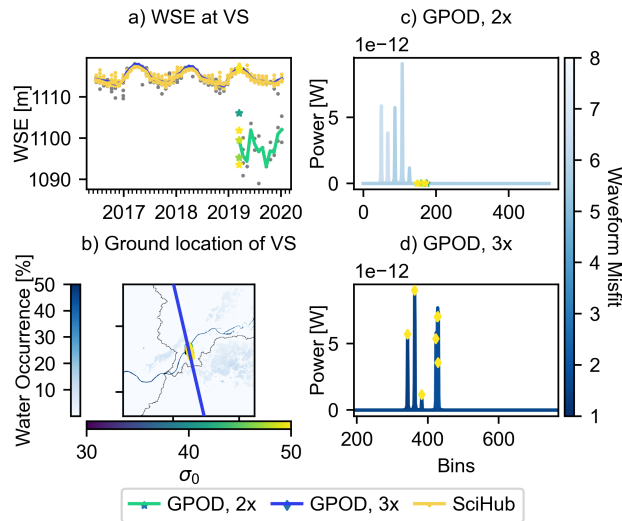 a) WSE at VS
WSE [m]
1110
1100
1090
2017
2018
2019
2020
c) GPOD, 2x
1e−12
Power [W]
5
0
0
200
400
b) Ground location of VS
Water Occurrence [%]
50
40
30
20
10
30
40
50
σ0
d) GPOD, 3x
1e−12
Power [W]
5
0
200
400
600
Bins
8
7
6
5
4
3
2
1
Waveform Misfit
GPOD, 2x
GPOD, 3x
SciHub